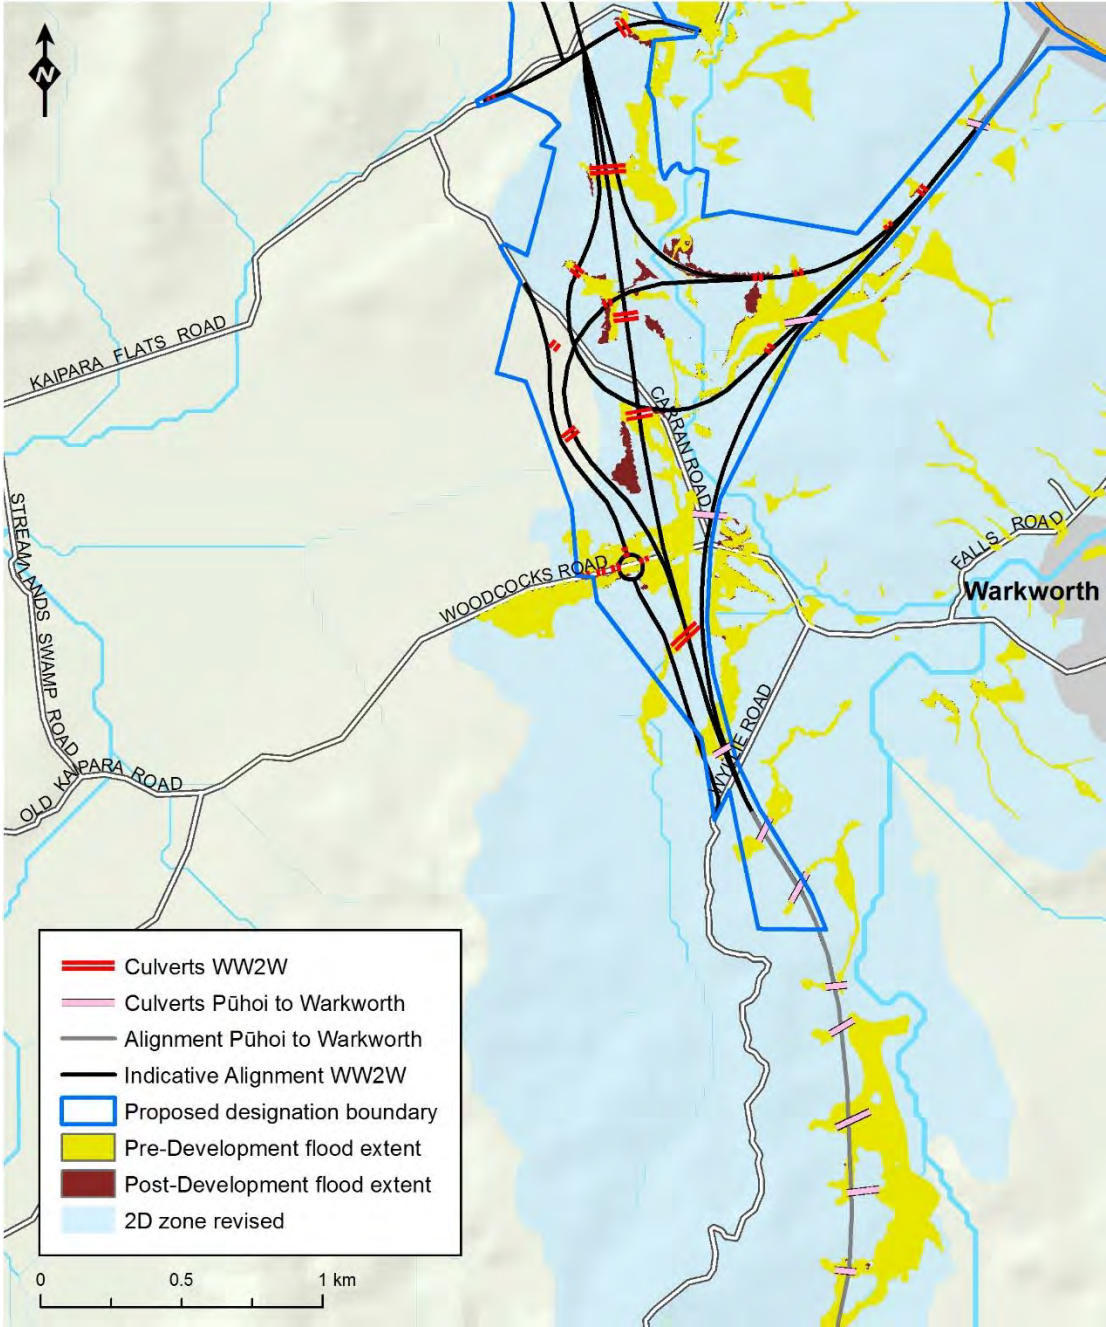 N
KAIPARA FLATS ROAD
CARRAN ROAD
STREAMLANDS SWAMP ROAD
FALLS ROAD
WOODCOCKS ROAD
Warkworth
WYLLIE ROAD
OLD KAIPARA ROAD
Culverts WW2W
Culverts Pūhoi to Warkworth
Alignment Pūhoi to Warkworth
Indicative Alignment WW2W
Proposed designation boundary
Pre-Development flood extent
Post-Development flood extent
2D zone revised
0 0.5 1 km